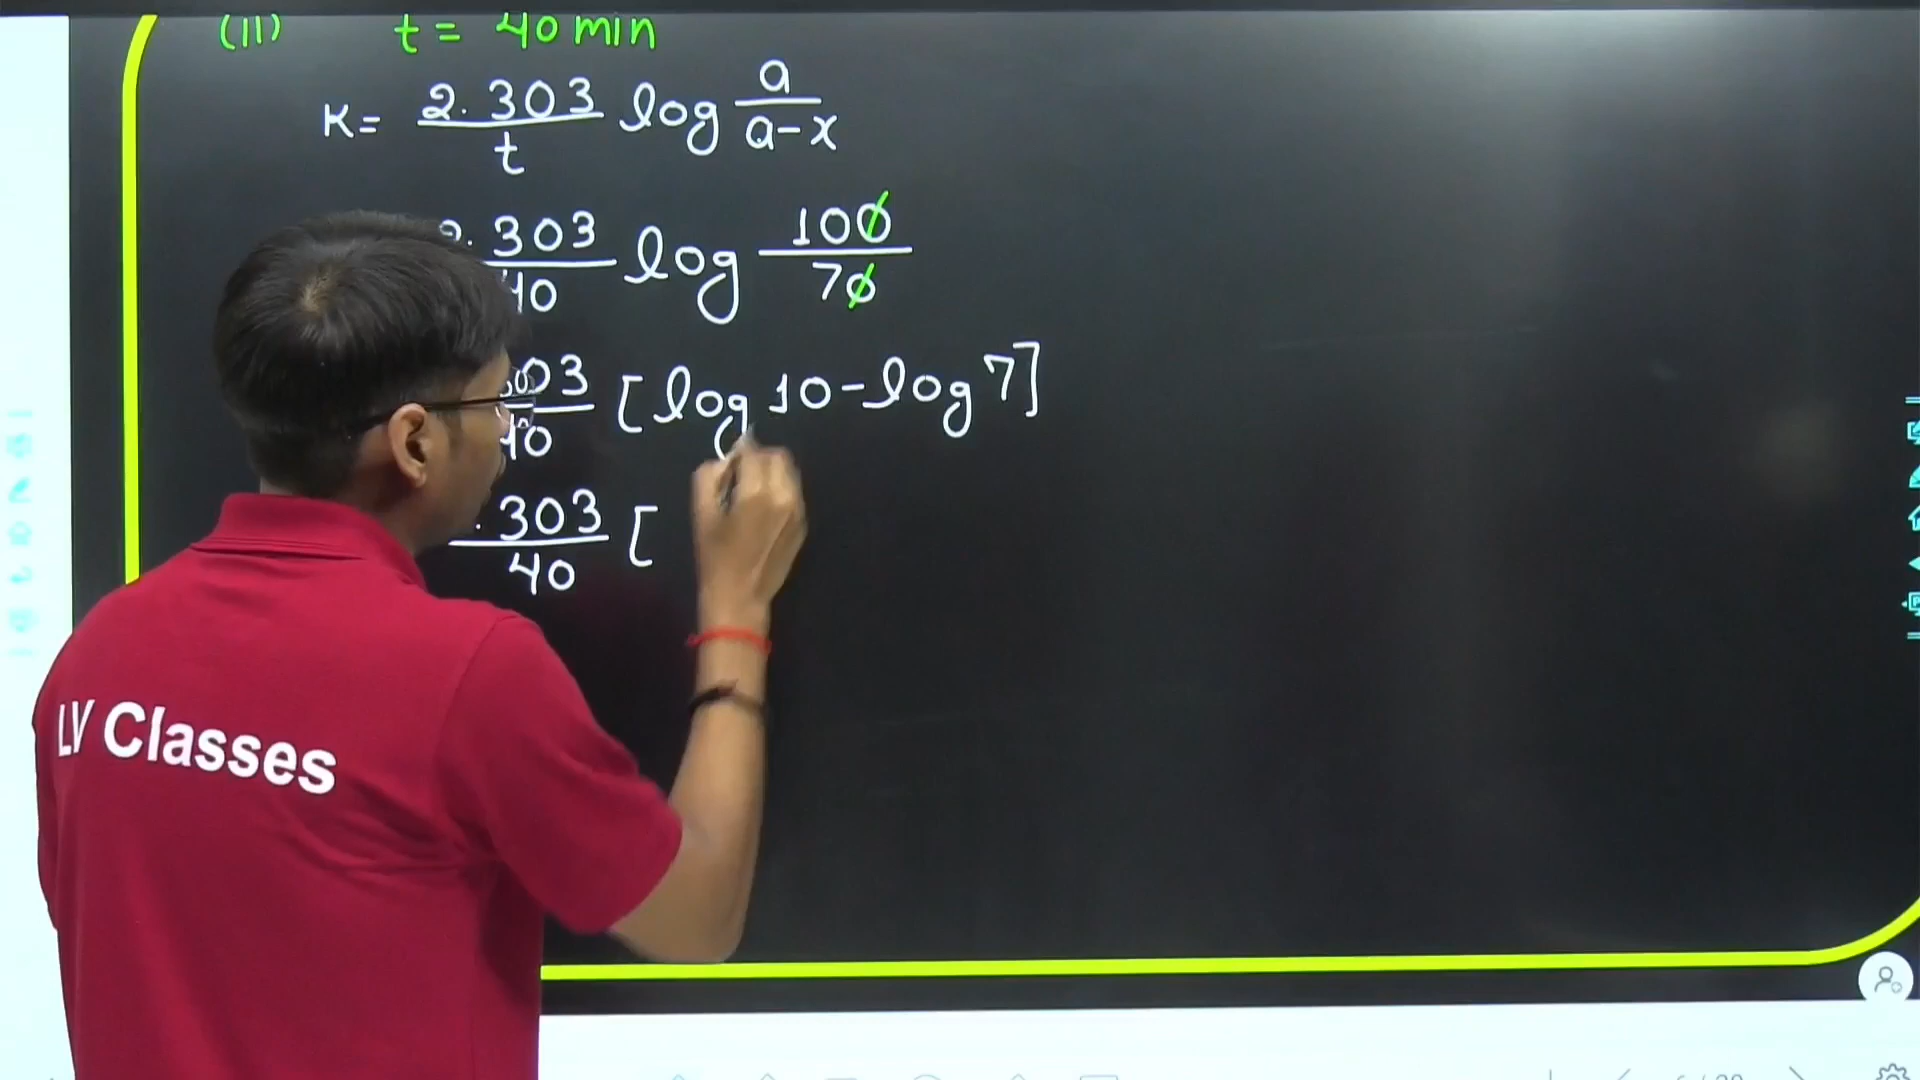 (II) t = 40 min
K = 2.303/t log a/a-x
.303/40 log 100/70
303/40 [log 10 - log 7]
.303/40 [
LV Classes